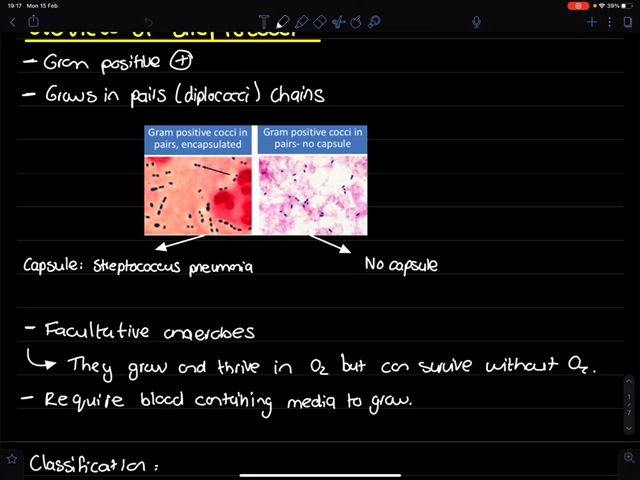 19:17 Mon 15 Feb
39%
- Gram positive +
- Grows in pairs (diplococci) chains
Gram positive cocci in pairs, encapsulated
Gram positive cocci in pairs- no capsule
Capsule: Streptococcus pneumonia
No capsule
- Facultative anaerobes
They grow and thrive in O2 but can survive without O2.
- Require blood containing media to grow.
1
7
Classification: